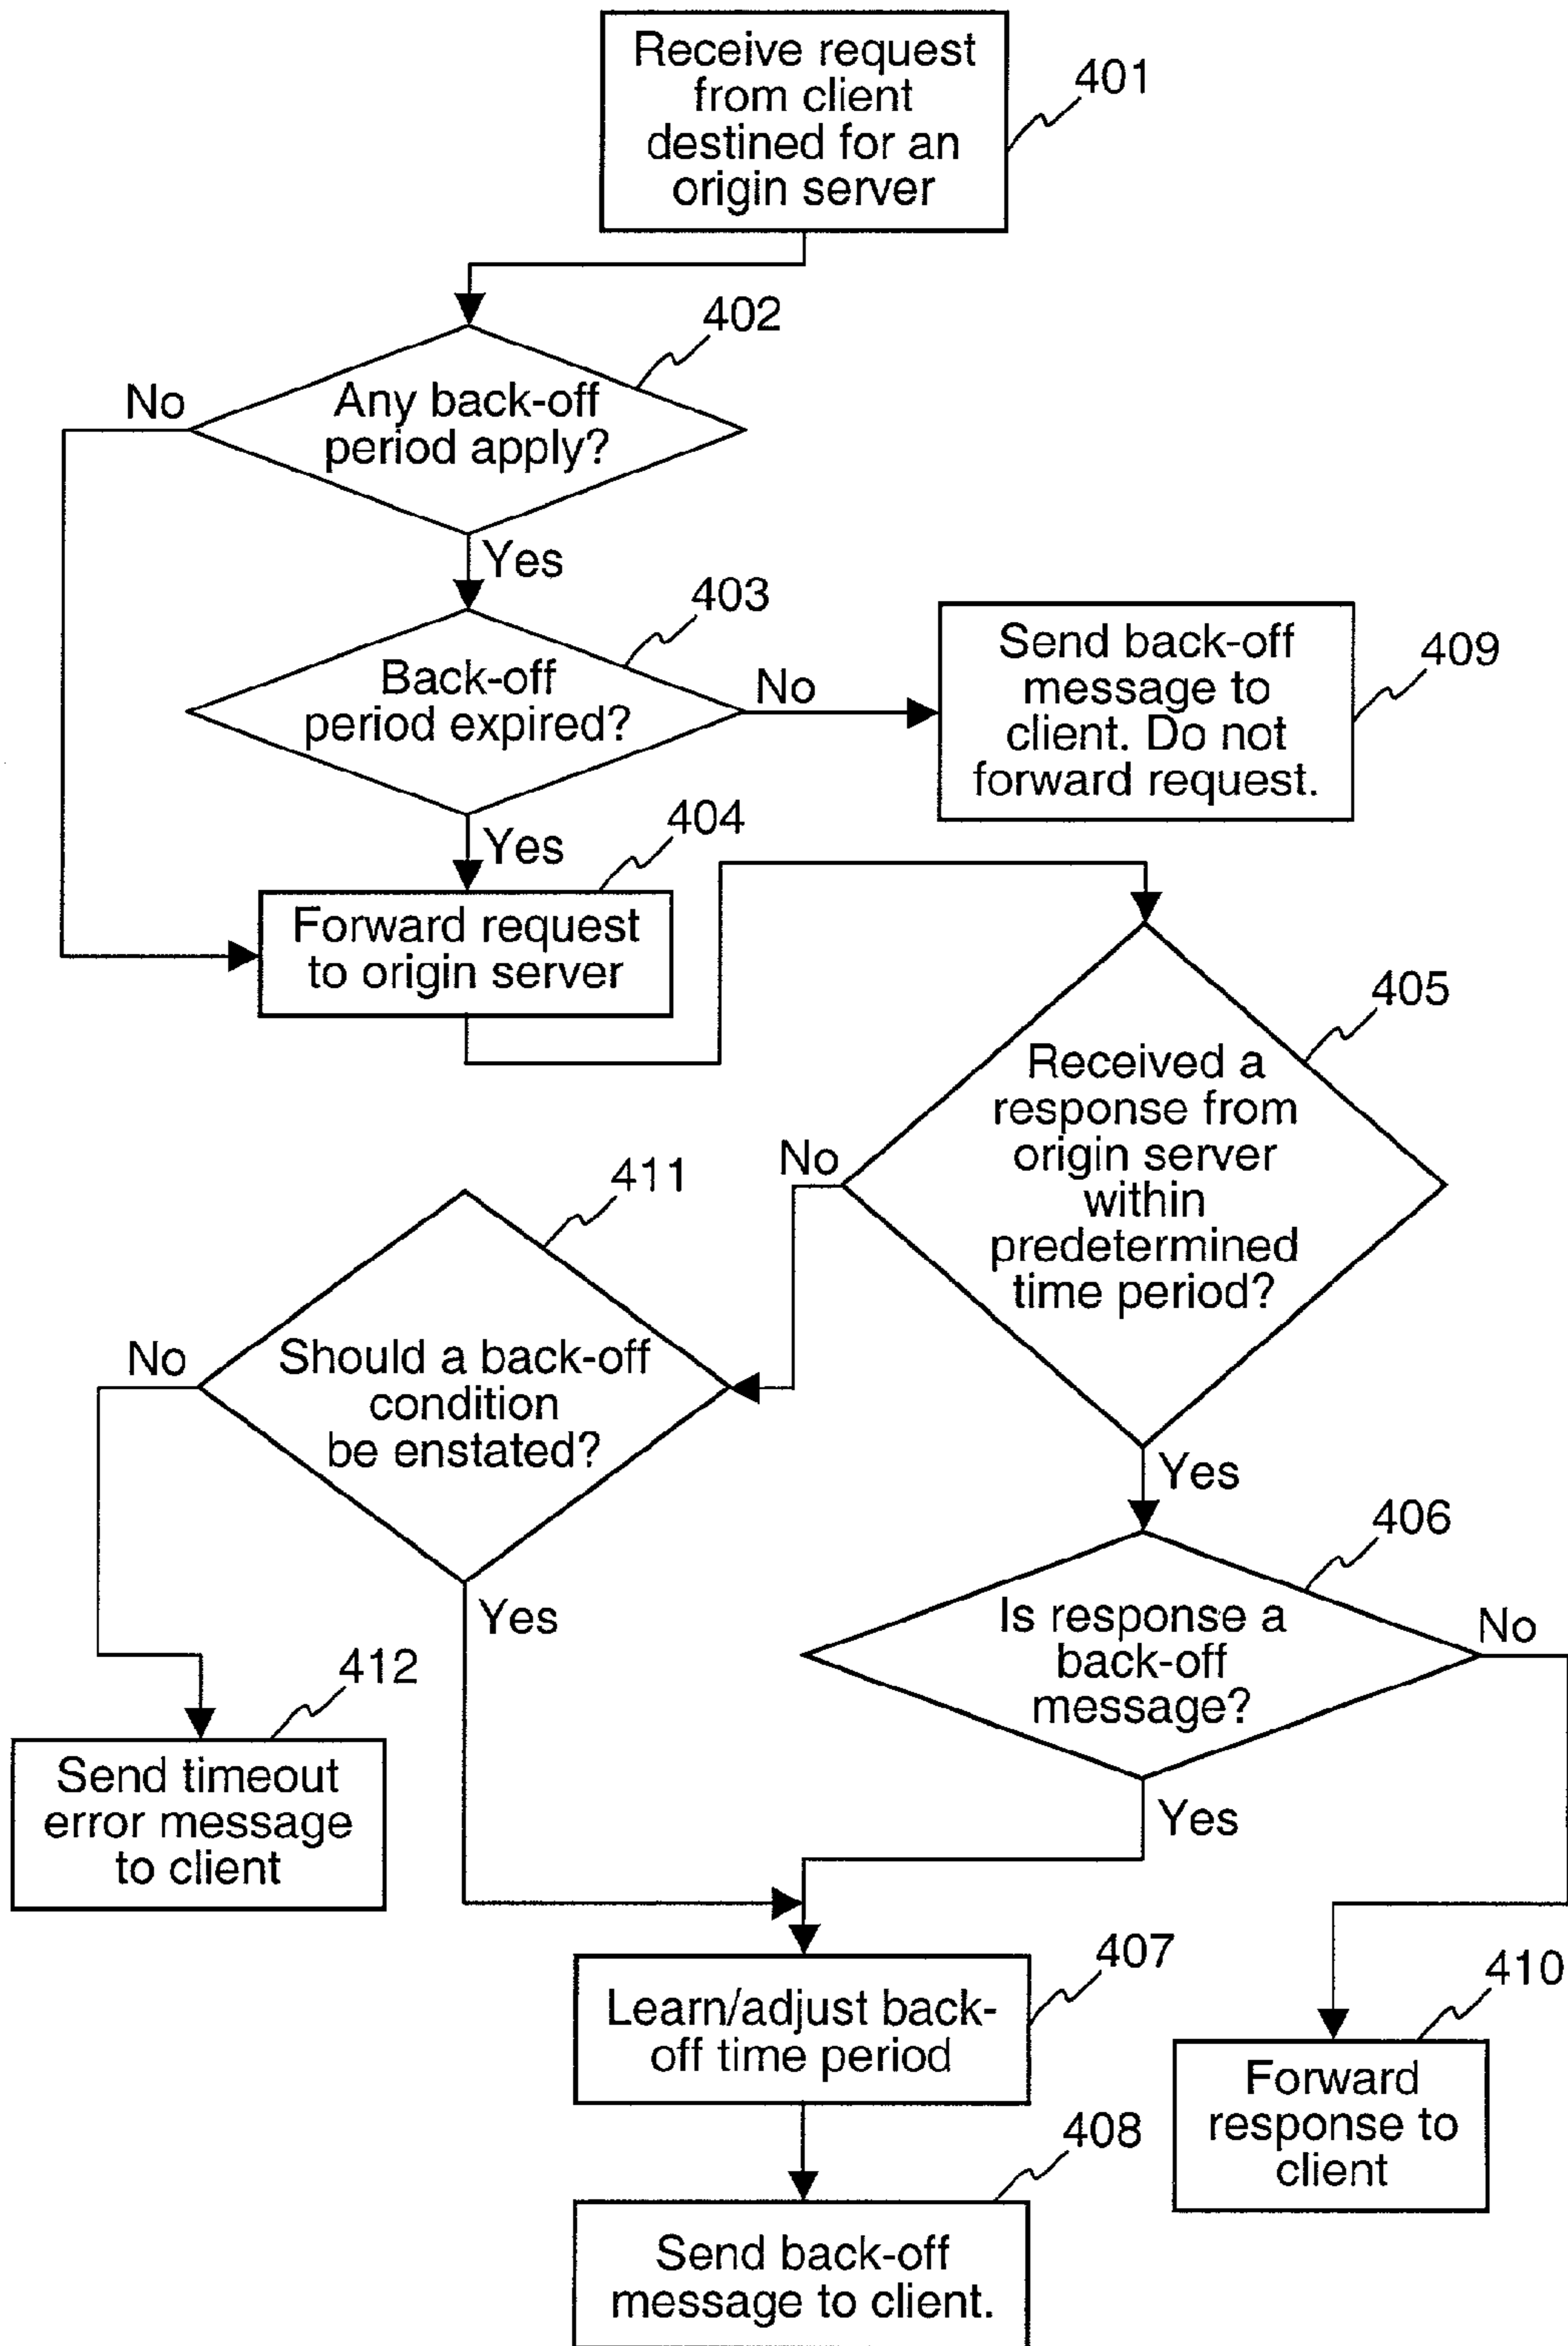 Receive request
from client
destined for an
origin server
401
402
No
Any back-off
period apply?
Yes
403
Back-off
period expired?
No
Send back-off
message to
client. Do not
forward request.
409
Yes
404
Forward request
to origin server
405
Received a
response from
origin server
within
predetermined
time period?
No
411
No
Should a back-off
condition
be enstated?
Yes
406
Is response a
back-off
message?
No
Yes
412
Send timeout
error message
to client
Yes
407
Learn/adjust back-
off time period
410
Forward
response to
client
408
Send back-off
message to client.